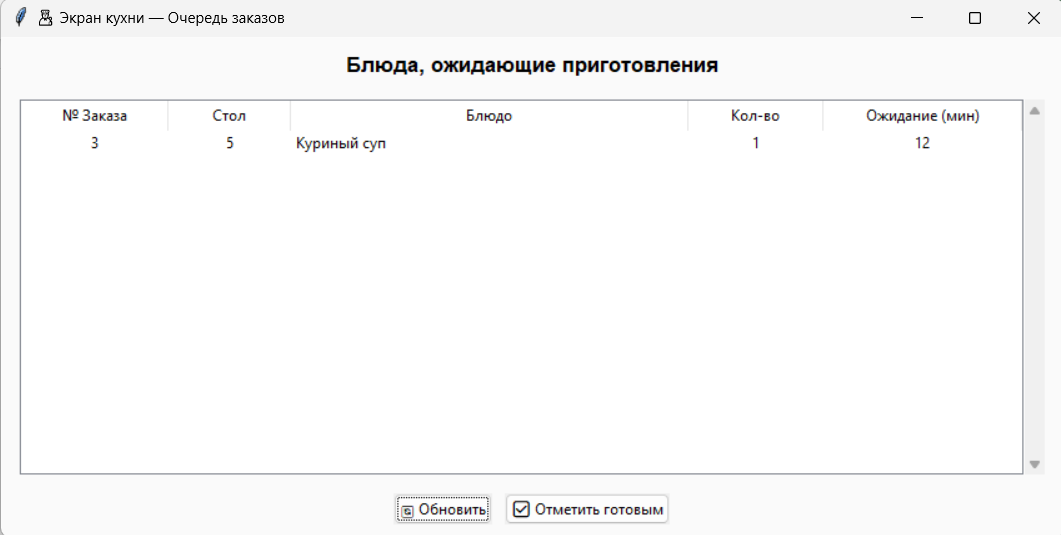 Экран кухни — Очередь заказов
Блюда, ожидающие приготовления
№ Заказа Стол Блюдо Кол-во Ожидание (мин)
3 5 Куриный суп 1 12
Обновить Отметить готовым